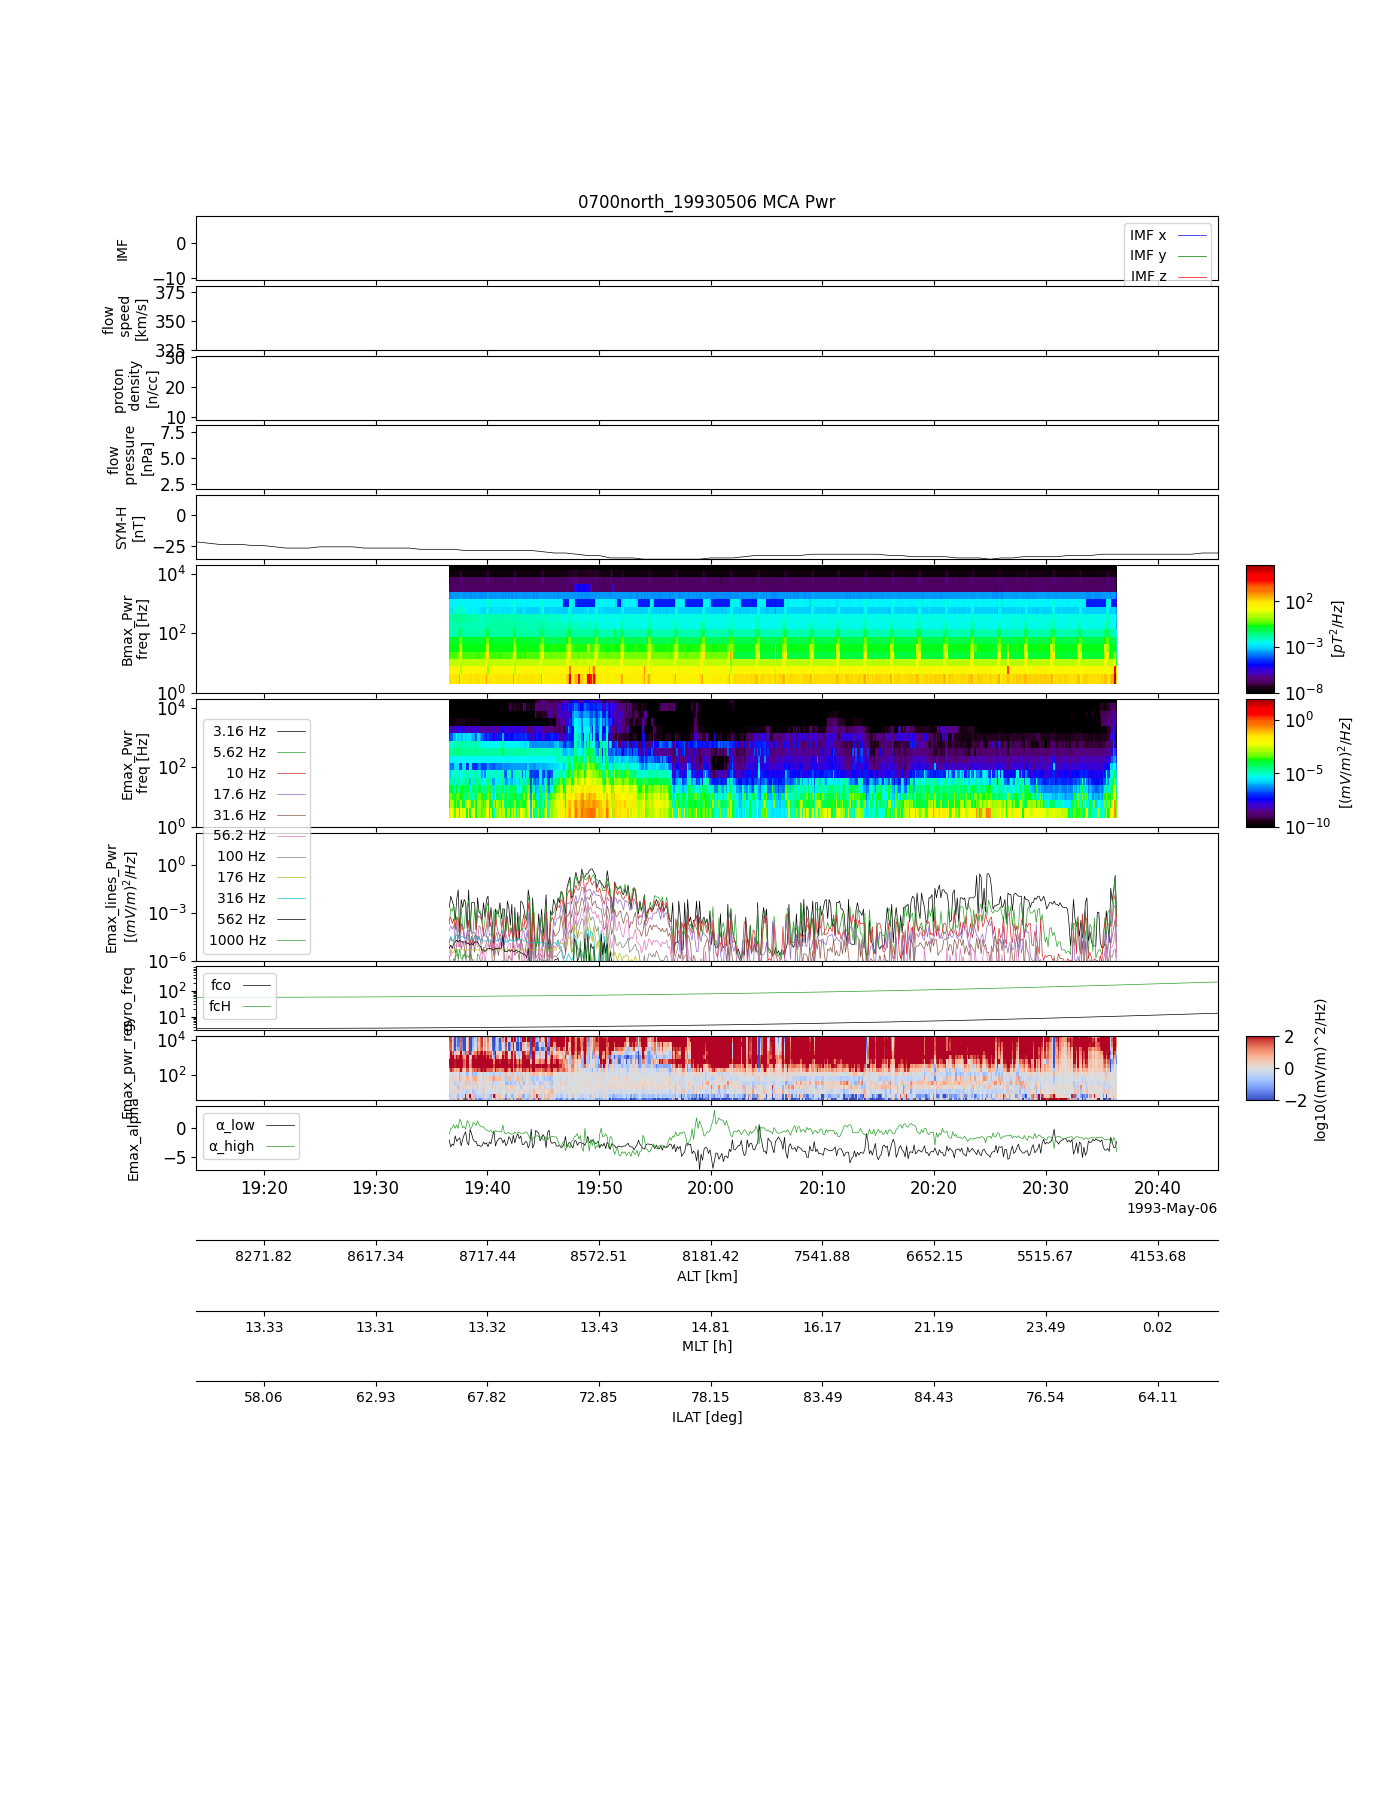 0700north_19930506 MCA Pwr
IMF
0
−10
IMF x
IMF y
IMF z
flow
speed
[km/s]
375
350
325
proton
density
[n/cc]
30
20
10
flow
pressure
[nPa]
7.5
5.0
2.5
SYM-H
[nT]
0
−25
Bmax_Pwr
freq [Hz]
10^4
10^2
10^0
10^2
10^−3
10^−8
[pT^2/Hz]
Emax_Pwr
freq [Hz]
10^4
10^2
10^0
10^0
10^−5
10^−10
[(mV/m)^2/Hz]
3.16 Hz
5.62 Hz
10 Hz
17.6 Hz
31.6 Hz
56.2 Hz
100 Hz
176 Hz
316 Hz
562 Hz
1000 Hz
Emax_lines_Pwr
[(mV/m)^2/Hz]
10^0
10^−3
10^−6
gyro_freq
10^2
10^1
fco
fcH
Emax_pwr_reg
10^4
10^2
2
0
−2
log10((mV/m)^2/Hz)
Emax_alpha
0
−5
α_low
α_high
19:20 19:30 19:40 19:50 20:00 20:10 20:20 20:30 20:40
1993-May-06
8271.82 8617.34 8717.44 8572.51 8181.42 7541.88 6652.15 5515.67 4153.68
ALT [km]
13.33 13.31 13.32 13.43 14.81 16.17 21.19 23.49 0.02
MLT [h]
58.06 62.93 67.82 72.85 78.15 83.49 84.43 76.54 64.11
ILAT [deg]